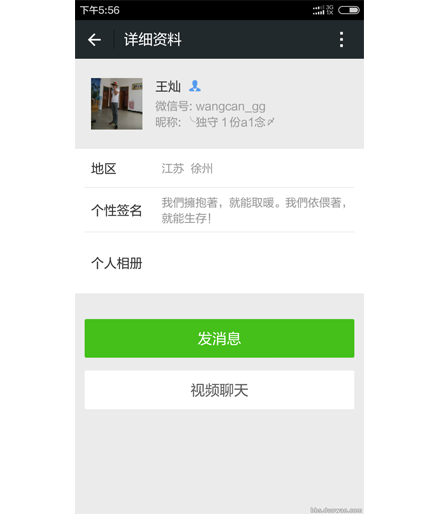 下午5:56
3G
1X
详细资料
王灿
微信号: wangcan_gg
昵称: ╰独守１份a1念〆
地区 江苏 徐州
个性签名 我們擁抱著，就能取暖。我們依偎著，
就能生存！
个人相册
发消息
视频聊天
bbs.duowan.com